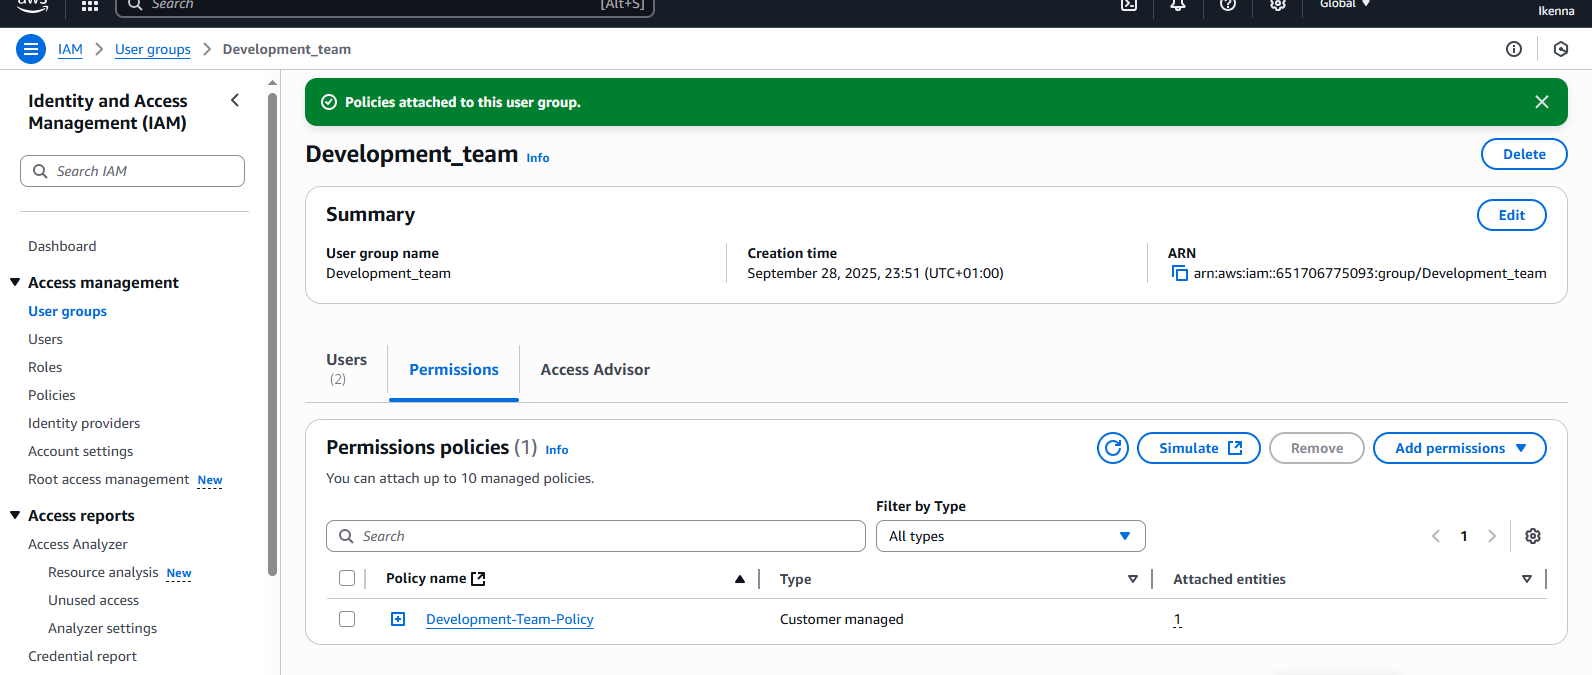 aws
Search
[Alt+S]
Global
Ikenna
IAM > User groups > Development_team
Identity and Access
Management (IAM)
Search IAM
Dashboard
Access management
User groups
Users
Roles
Policies
Identity providers
Account settings
Root access management New
Access reports
Access Analyzer
Resource analysis New
Unused access
Analyzer settings
Credential report
Policies attached to this user group.
Development_team Info
Delete
Summary
Edit
User group name
Development_team
Creation time
September 28, 2025, 23:51 (UTC+01:00)
ARN
arn:aws:iam::651706775093:group/Development_team
Users
(2)
Permissions
Access Advisor
Permissions policies (1) Info
You can attach up to 10 managed policies.
Simulate
Remove
Add permissions
Filter by Type
Search
All types
1
Policy name
Type
Attached entities
Development-Team-Policy
Customer managed
1